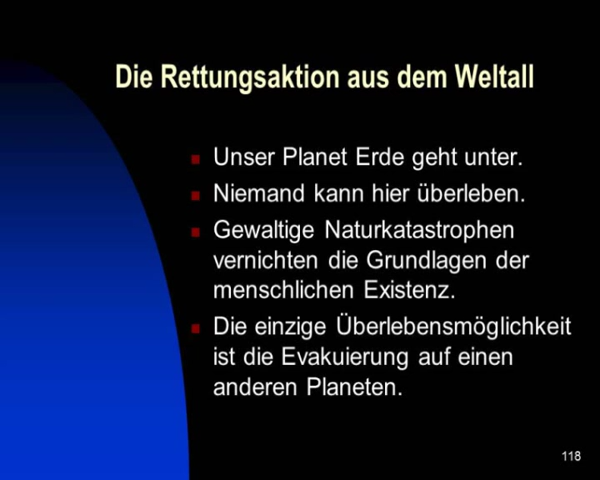 Die Rettungsaktion aus dem Weltall
Unser Planet Erde geht unter.
Niemand kann hier überleben.
Gewaltige Naturkatastrophen
vernichten die Grundlagen der
menschlichen Existenz.
Die einzige Überlebensmöglichkeit
ist die Evakuierung auf einen
anderen Planeten.
118